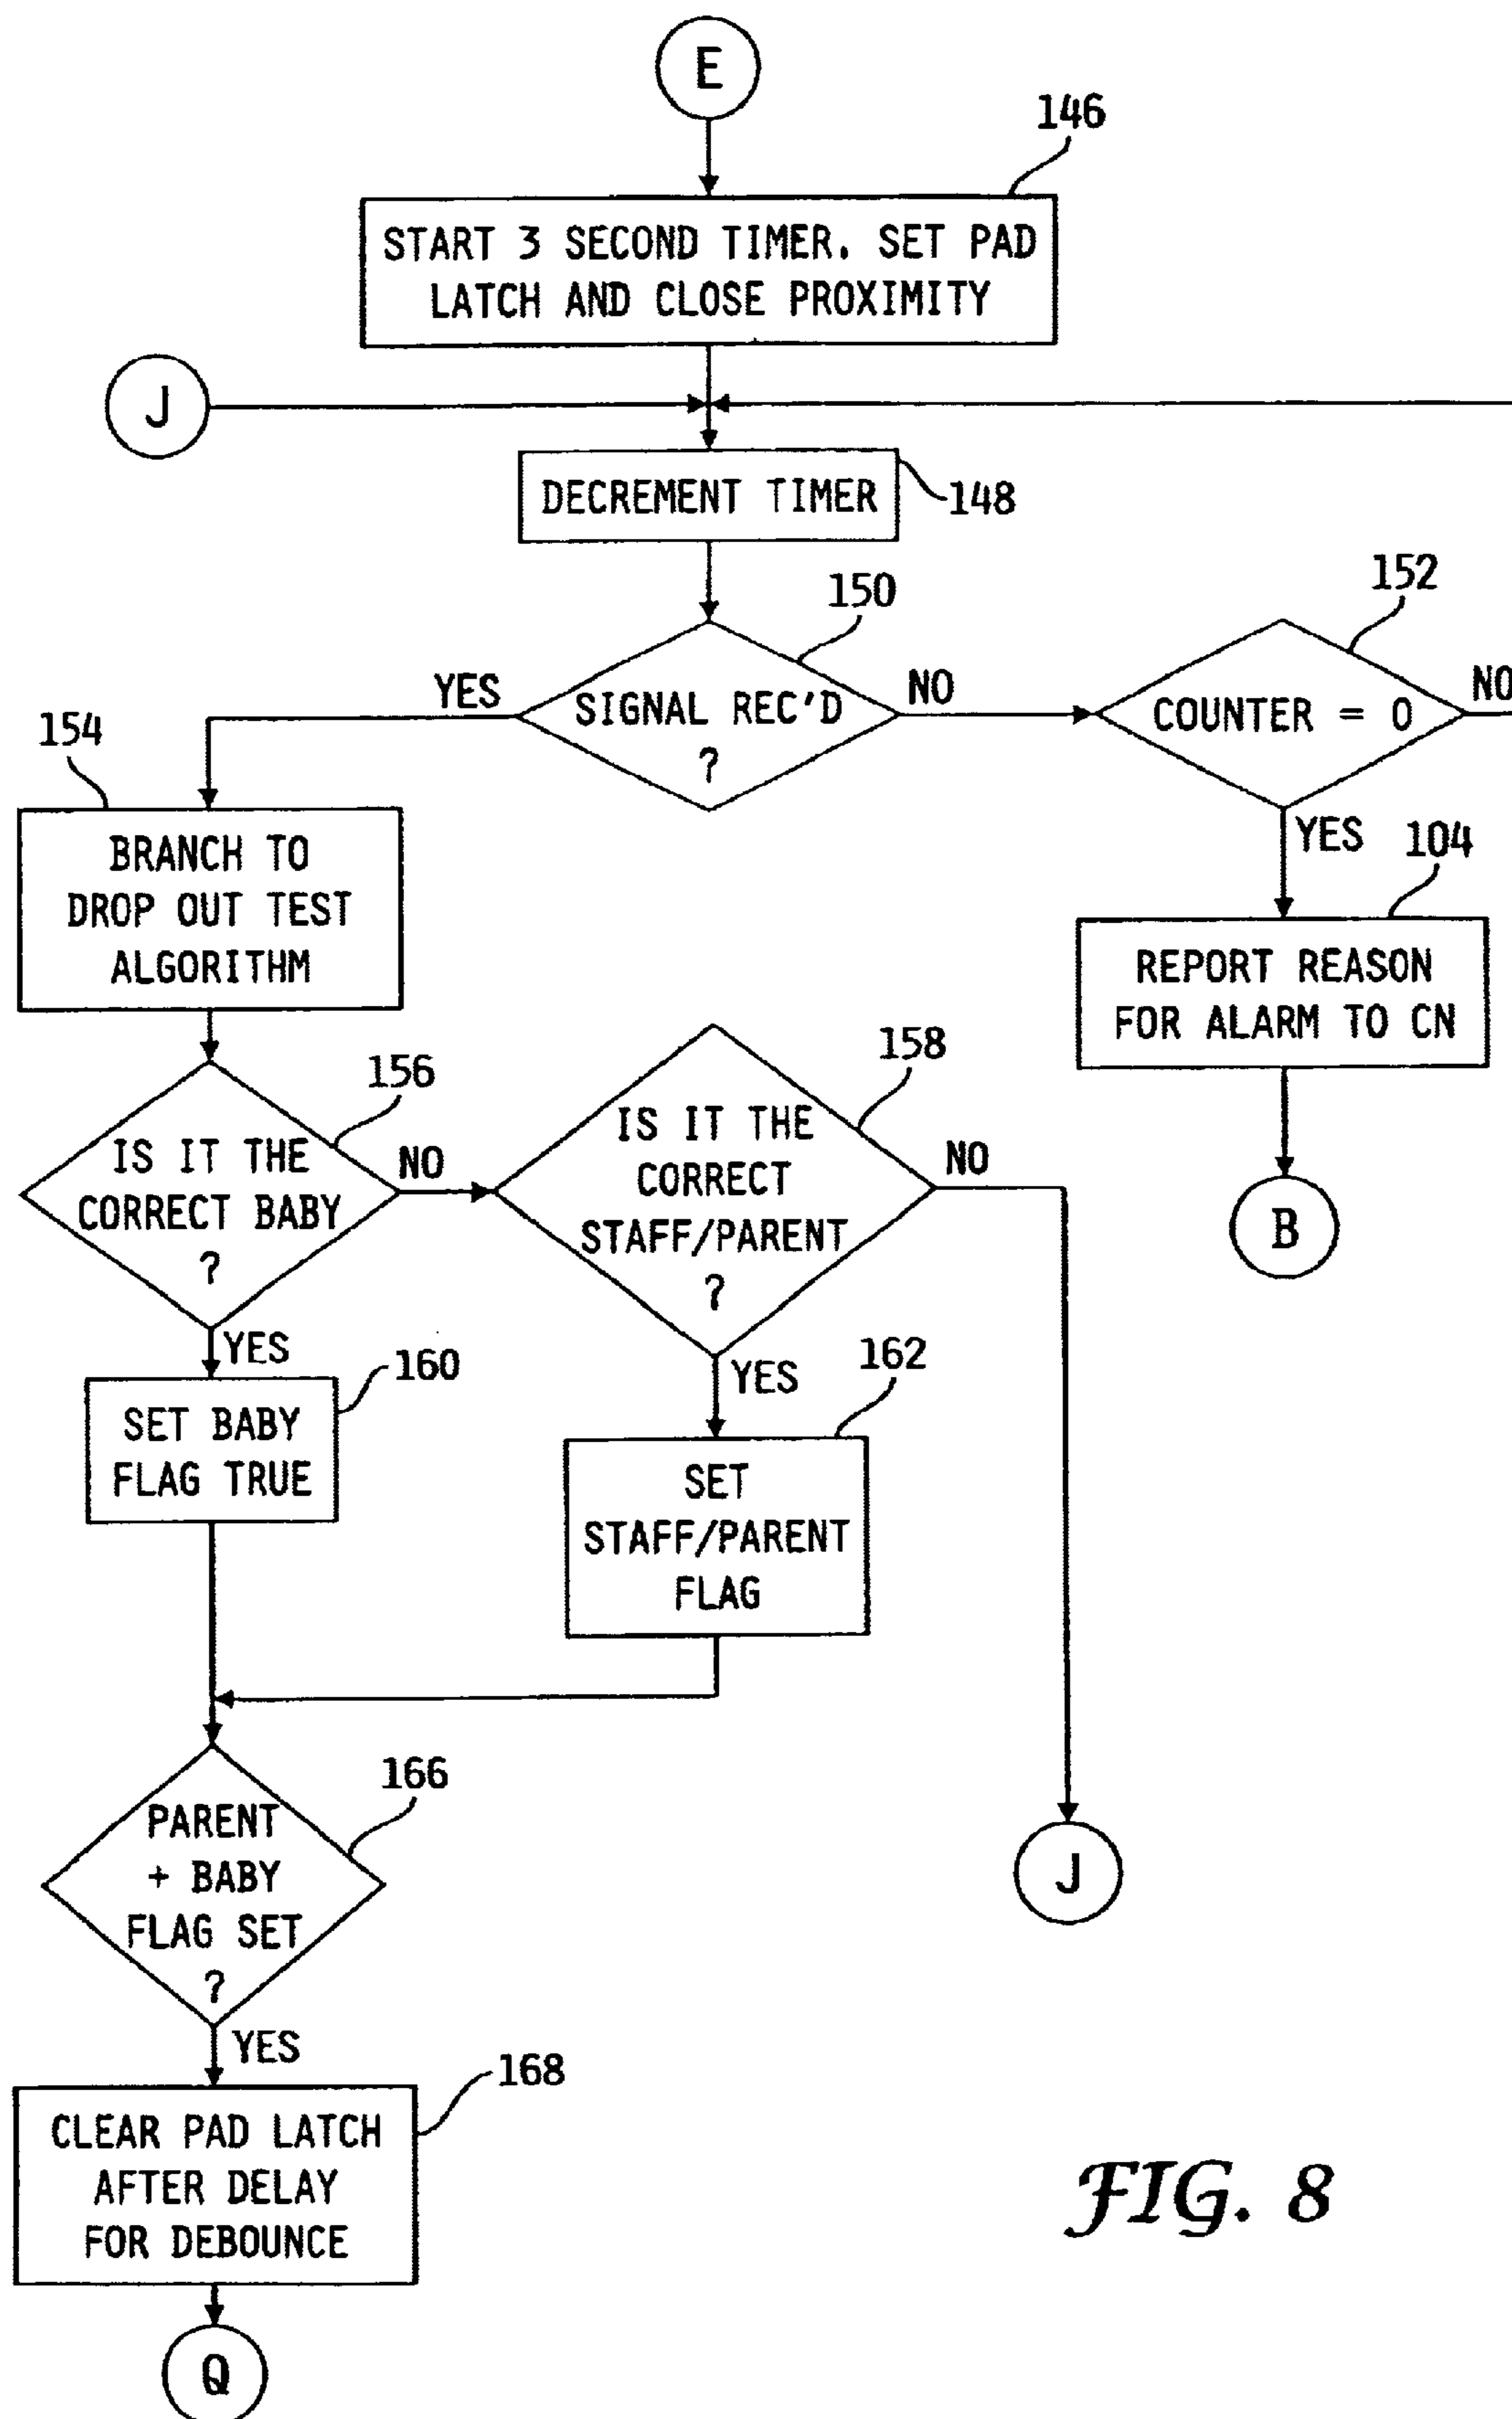 E
146
START 3 SECOND TIMER. SET PAD
LATCH AND CLOSE PROXIMITY
J
DECREMENT TIMER
148
150
152
YES
SIGNAL REC'D
?
NO
COUNTER = 0
NO
154
BRANCH TO
DROP OUT TEST
ALGORITHM
YES
104
REPORT REASON
FOR ALARM TO CN
B
156
IS IT THE
CORRECT BABY
?
NO
158
IS IT THE
CORRECT
STAFF/PARENT
?
NO
YES
160
SET BABY
FLAG TRUE
YES
162
SET
STAFF/PARENT
FLAG
166
PARENT
+ BABY
FLAG SET
?
J
YES
168
CLEAR PAD LATCH
AFTER DELAY
FOR DEBOUNCE
Q
FIG. 8